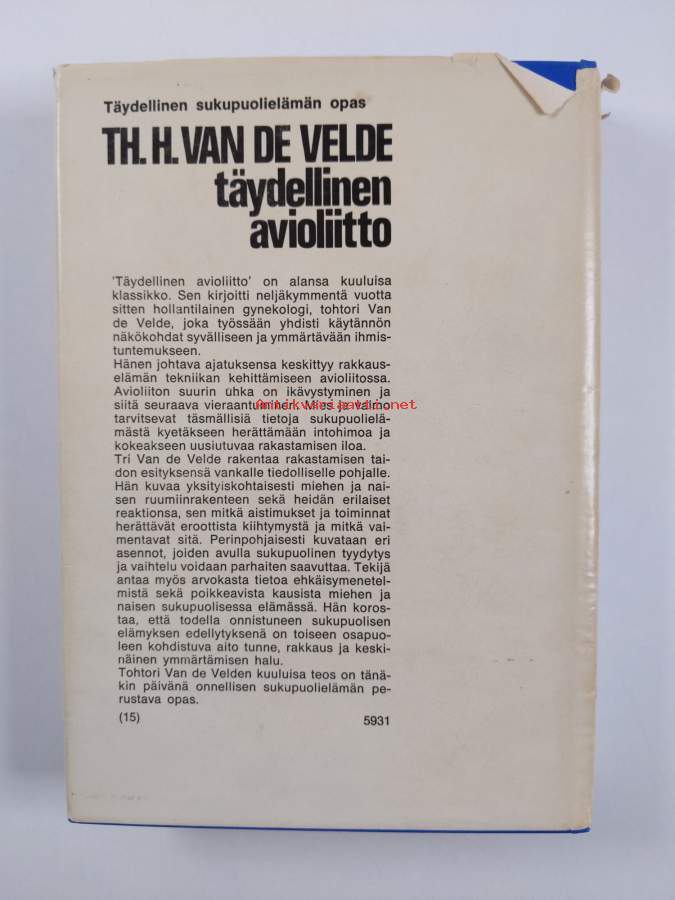 Täydellinen sukupuolielämän opas
TH. H. VAN DE VELDE
täydellinen
avioliitto
'Täydellinen avioliitto' on alansa kuuluisa
klassikko. Sen kirjoitti neljäkymmentä vuotta
sitten hollantilainen gynekologi, tohtori Van
de Velde, joka työssään yhdisti käytännön
näkökohdat syvälliseen ja ymmärtävään ihmis-
tuntemukseen.
Hänen johtava ajatuksensa keskittyy rakkaus-
elämän tekniikan kehittämiseen avioliitossa.
Avioliiton suurin uhka on ikävystyminen ja
siitä seuraava vieraantuminen. Mies ja vaimo
Antikvariaatti.net
tarvitsevat täsmällisiä tietoja sukupuolielä-
mästä kyetäkseen herättämään intohimoa ja
kokeakseen uusiutuvaa rakastamisen iloa.
Tri Van de Velde rakentaa rakastamisen tai-
don esityksensä vankalle tiedolliselle pohjalle.
Hän kuvaa yksityiskohtaisesti miehen ja nai-
sen ruumiinrakenteen sekä heidän erilaiset
reaktionsa, sen mitkä aistimukset ja toiminnat
herättävät eroottista kiihtymystä ja mitkä vai-
mentavat sitä. Perinpohjaisesti kuvataan eri
asennot, joiden avulla sukupuolinen tyydytys
ja vaihtelu voidaan parhaiten saavuttaa. Tekijä
antaa myös arvokasta tietoa ehkäisymenetel-
mistä sekä poikkeavista kausista miehen ja
naisen sukupuolisessa elämässä. Hän koros-
taa, että todella onnistuneen sukupuolisen
elämyksen edellytyksenä on toiseen osapuo-
leen kohdistuva aito tunne, rakkaus ja keski-
näinen ymmärtämisen halu.
Tohtori Van de Velden kuuluisa teos on tänä-
kin päivänä onnellisen sukupuolielämän pe-
rustava opas.
(15) 5931